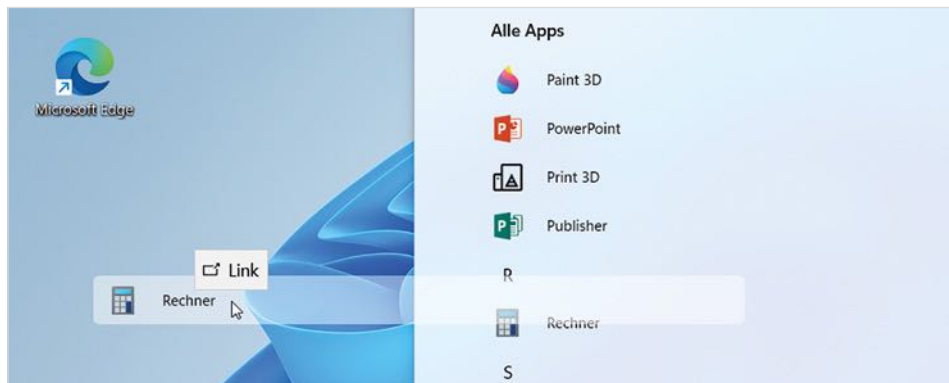 Microsoft Edge
Link
Rechner
Alle Apps
Paint 3D
PowerPoint
Print 3D
Publisher
R
Rechner
S